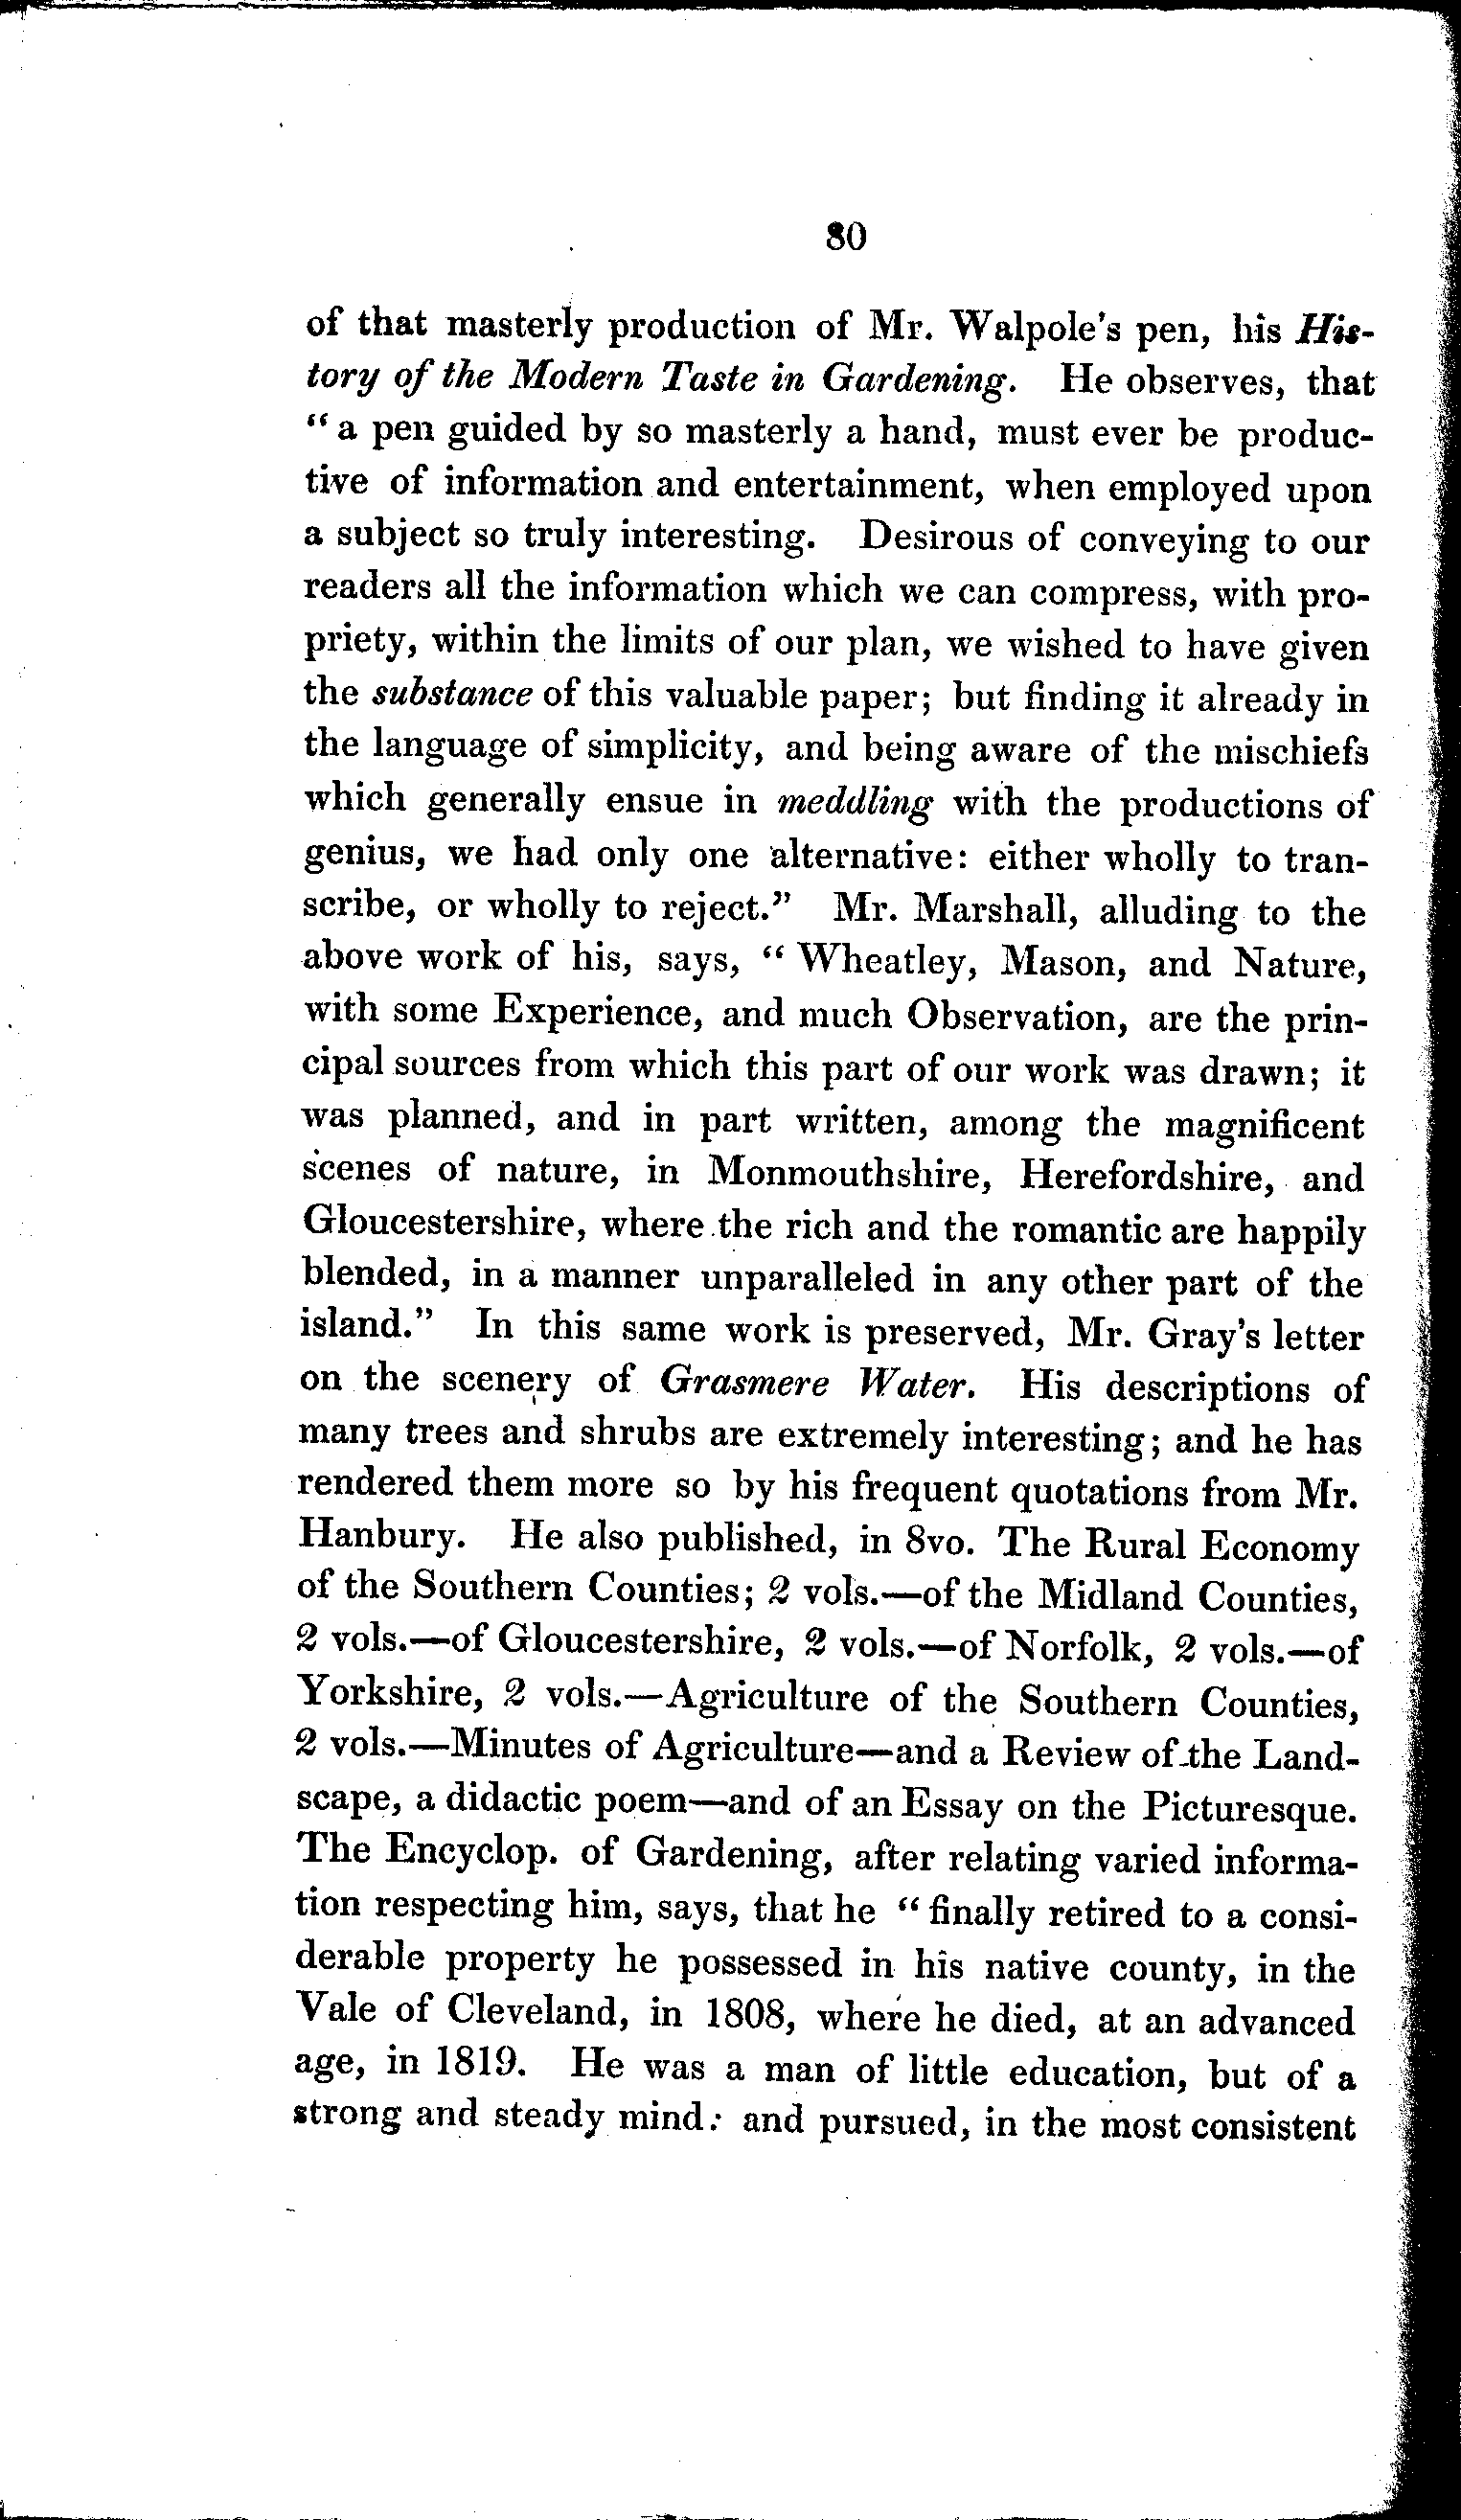 80
of that masterly production of Mr. Walpole's pen, his His-
tory of the Modern Taste in Gardening. He observes, that
“ a pen guided by so masterly a hand, must ever be produc-
tive of information and entertainment, when employed upon
a subject so truly interesting. Desirous of conveying to our
readers all the information which we can compress, with pro-
priety, within the limits of our plan, we wished to have given
the substance of this valuable paper; but finding it already in
the language of simplicity, and being aware of the mischiefs
which generally ensue in meddling with the productions of
genius, we had only one alternative: either wholly to tran-
scribe, or wholly to reject.” Mr. Marshall, alluding to the
above work of his, says, “ Wheatley, Mason, and Nature,
with some Experience, and much Observation, are the prin-
cipal sources from which this part of our work was drawn; it
was planned, and in part written, among the magnificent
scenes of nature, in Monmouthshire, Herefordshire, and
Gloucestershire, where the rich and the romantic are happily
blended, in a manner unparalleled in any other part of the
island.” In this same work is preserved, Mr. Gray's letter
on the scenery of Grasmere Water. His descriptions of
many trees and shrubs are extremely interesting; and he has
rendered them more so by his frequent quotations from Mr.
Hanbury. He also published, in 8vo. The Rural Economy
of the Southern Counties; 2 vols.—of the Midland Counties,
2 vols.—of Gloucestershire, 2 vols.—of Norfolk, 2 vols.—of
Yorkshire, 2 vols.—Agriculture of the Southern Counties,
2 vols.—Minutes of Agriculture—and a Review of the Land-
scape, a didactic poem—and of an Essay on the Picturesque.
The Encyclop. of Gardening, after relating varied informa-
tion respecting him, says, that he “ finally retired to a consi-
derable property he possessed in his native county, in the
Vale of Cleveland, in 1808, where he died, at an advanced
age, in 1819. He was a man of little education, but of a
strong and steady mind: and pursued, in the most consistent